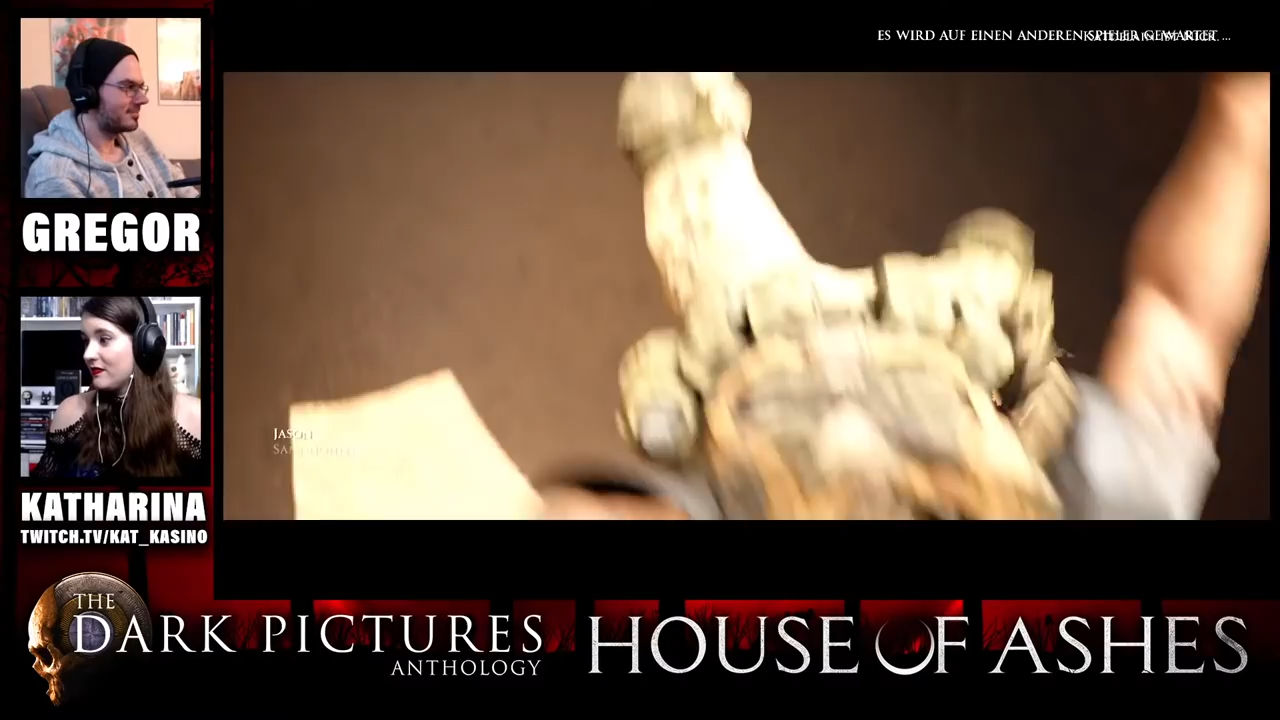 ES WIRD AUF EINEN ANDEREN SPIELER GEWARTET ...
GREGOR
JASON
KATHARINA
TWITCH.TV/KAT_KASINO
THE
DARK PICTURES
ANTHOLOGY
HOUSE OF ASHES